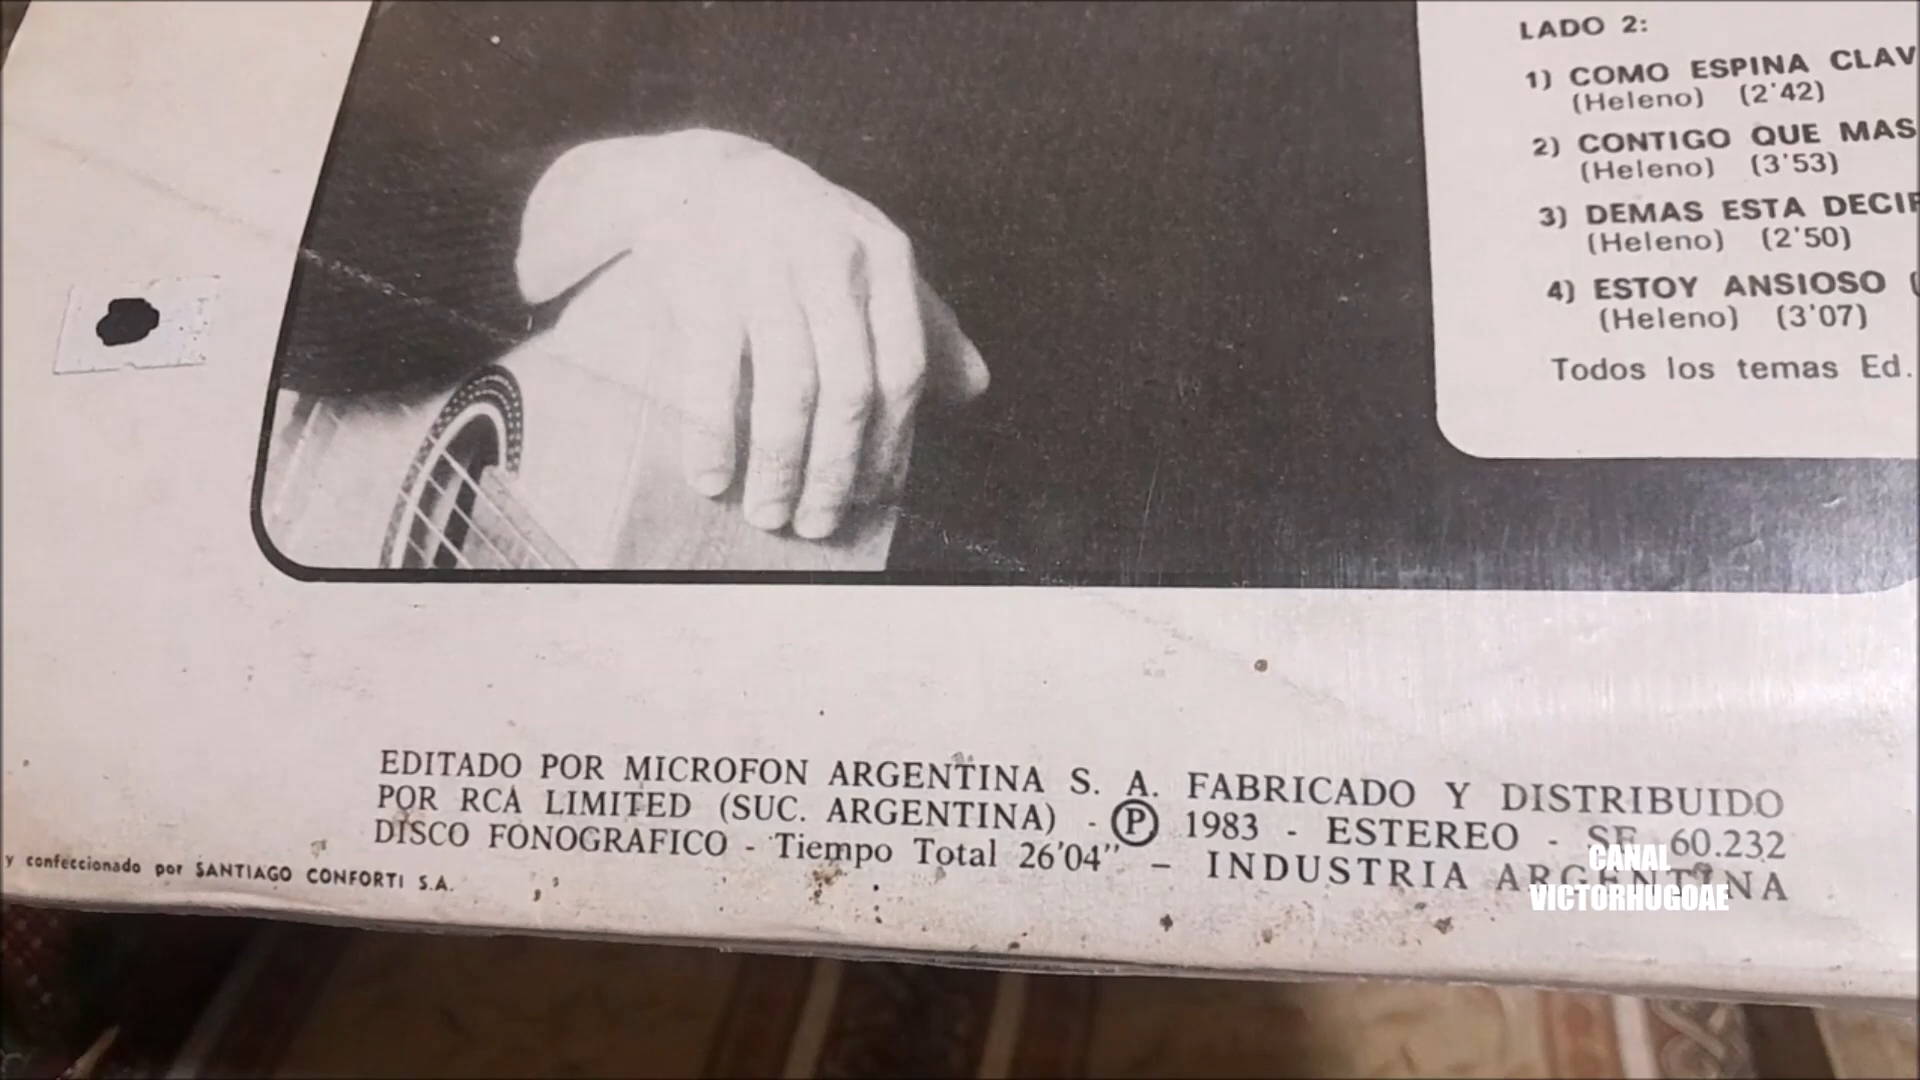 LADO 2:
1) COMO ESPINA CLAV
(Heleno) (2'42)
2) CONTIGO QUE MAS
(Heleno) (3'53)
3) DEMAS ESTA DECIR
(Heleno) (2'50)
4) ESTOY ANSIOSO (
(Heleno) (3'07)
Todos los temas Ed.
EDITADO POR MICROFON ARGENTINA S. A. FABRICADO Y DISTRIBUIDO
POR RCA LIMITED (SUC. ARGENTINA) - Ⓟ 1983 - ESTEREO - SE 60.232
DISCO FONOGRAFICO - Tiempo Total 26'04'' – INDUSTRIA ARGENTINA
y confeccionado por SANTIAGO CONFORTI S.A.
CANAL
VICTORHUGOAE